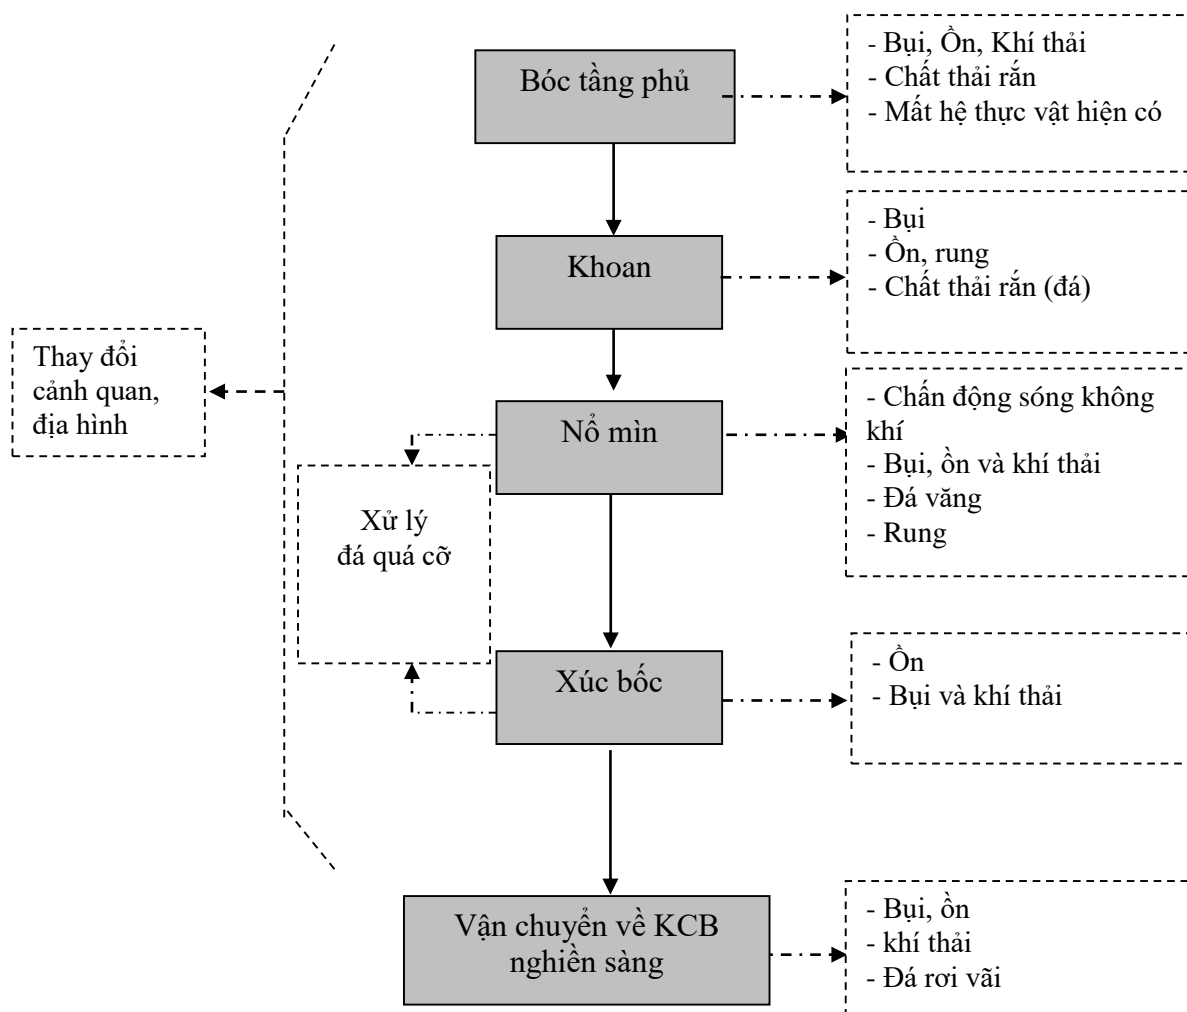 Bóc tầng phủ
- Bụi, Ồn, Khí thải
- Chất thải rắn
- Mất hệ thực vật hiện có
Khoan
- Bụi
- Ồn, rung
- Chất thải rắn (đá)
Thay đổi
cảnh quan,
địa hình
Nổ mìn
- Chấn động sóng không
khí
- Bụi, ồn và khí thải
- Đá văng
- Rung
Xử lý
đá quá cỡ
Xúc bốc
- Ồn
- Bụi và khí thải
Vận chuyển về KCB
nghiền sàng
- Bụi, ồn
- khí thải
- Đá rơi vãi